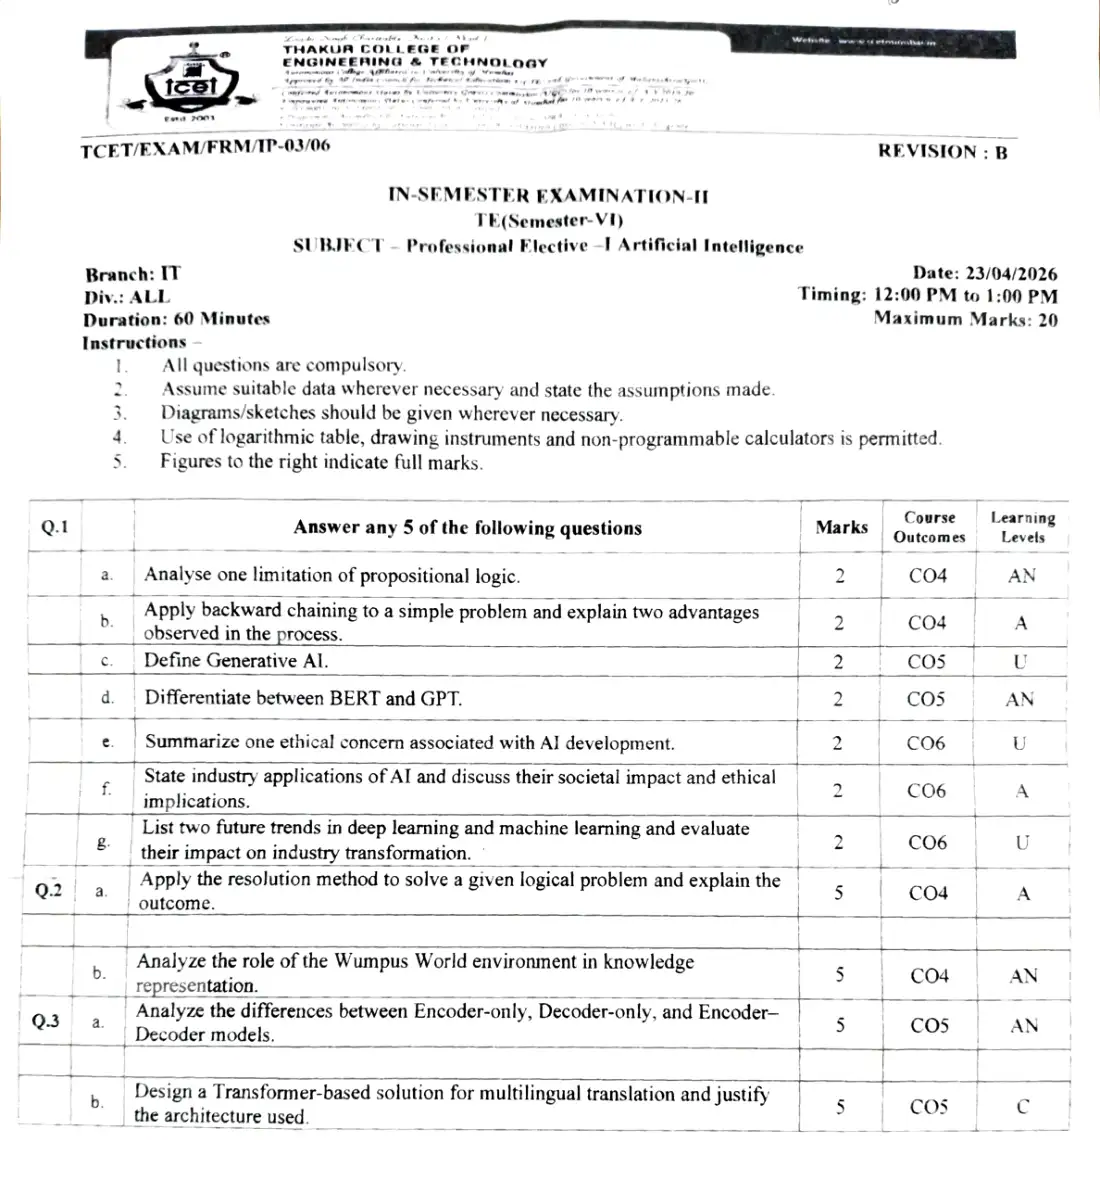 THAKUR COLLEGE OF
ENGINEERING & TECHNOLOGY
tcet
Estd 2001
TCET/EXAM/FRM/IP-03/06
REVISION : B
IN-SEMESTER EXAMINATION-II
TE(Semester-VI)
SUBJECT – Professional Elective –I Artificial Intelligence
Branch: IT
Date: 23/04/2026
Div.: ALL
Timing: 12:00 PM to 1:00 PM
Duration: 60 Minutes
Maximum Marks: 20
Instructions –
1. All questions are compulsory.
2. Assume suitable data wherever necessary and state the assumptions made.
3. Diagrams/sketches should be given wherever necessary.
4. Use of logarithmic table, drawing instruments and non-programmable calculators is permitted.
5. Figures to the right indicate full marks.
Q.1 Answer any 5 of the following questions Marks Course Outcomes Learning Levels
a. Analyse one limitation of propositional logic. 2 CO4 AN
b. Apply backward chaining to a simple problem and explain two advantages
observed in the process. 2 CO4 A
c. Define Generative AI. 2 CO5 U
d. Differentiate between BERT and GPT. 2 CO5 AN
e. Summarize one ethical concern associated with AI development. 2 CO6 U
f. State industry applications of AI and discuss their societal impact and ethical
implications. 2 CO6 A
g. List two future trends in deep learning and machine learning and evaluate
their impact on industry transformation. 2 CO6 U
Q.2 a. Apply the resolution method to solve a given logical problem and explain the
outcome. 5 CO4 A
b. Analyze the role of the Wumpus World environment in knowledge
representation. 5 CO4 AN
Q.3 a. Analyze the differences between Encoder-only, Decoder-only, and Encoder–
Decoder models. 5 CO5 AN
b. Design a Transformer-based solution for multilingual translation and justify
the architecture used. 5 CO5 C